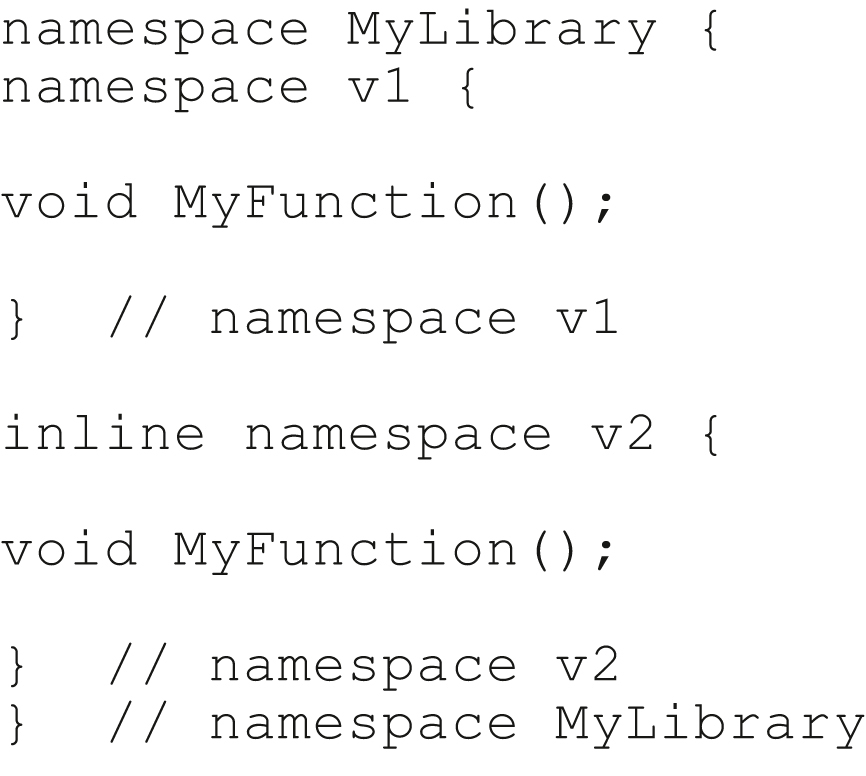 namespace MyLibrary {
namespace v1 {
void MyFunction();
}  // namespace v1
inline namespace v2 {
void MyFunction();
}  // namespace v2
}  // namespace MyLibrary